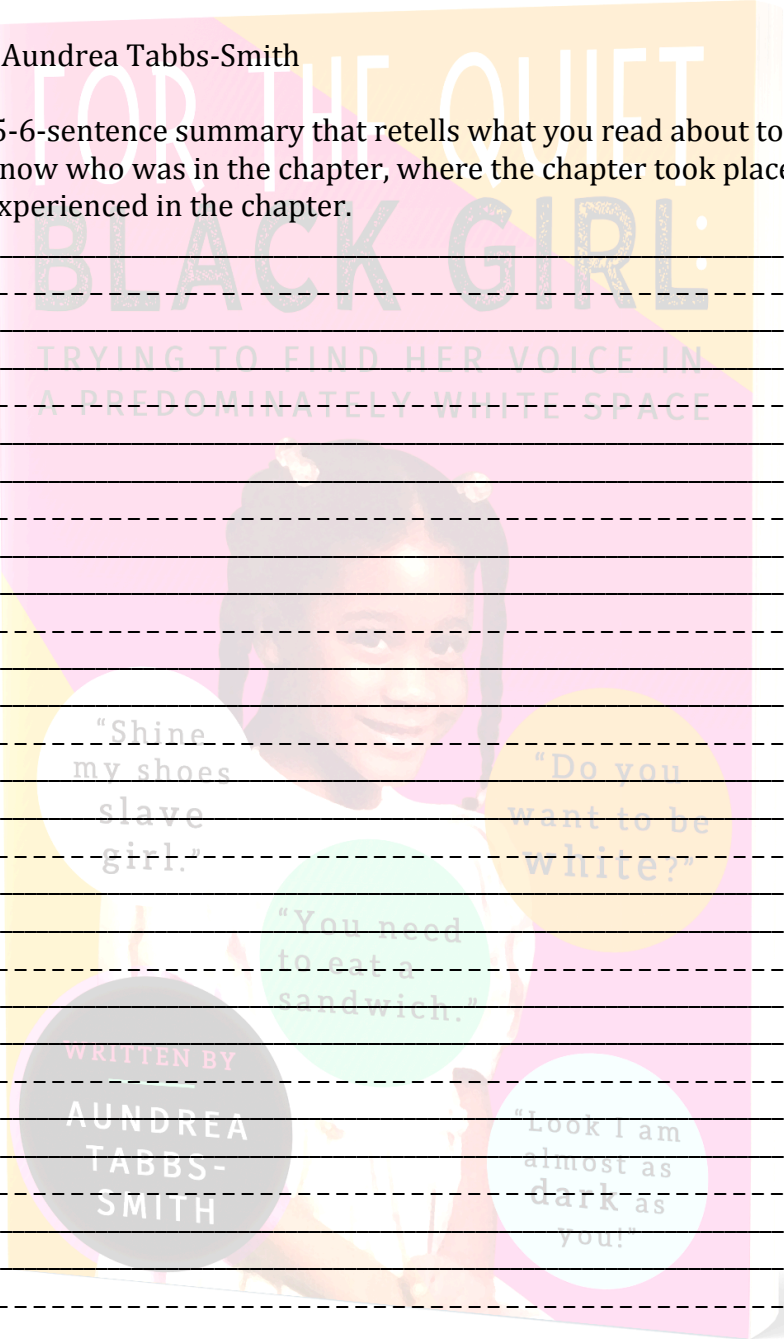 Aundrea Tabbs-Smith
5-6-sentence summary that retells what you read about to
now who was in the chapter, where the chapter took place
xperienced in the chapter.
FOR THE QUIET
BLACK GIRL:
TRYING TO FIND HER VOICE IN
A PREDOMINATELY WHITE SPACE
"Shine
my shoes
slave
girl."
"Do you
want to be
white?"
"You need
to eat a
sandwich."
WRITTEN BY
AUNDREA
TABBS-
SMITH
"Look I am
almost as
dark as
you!"